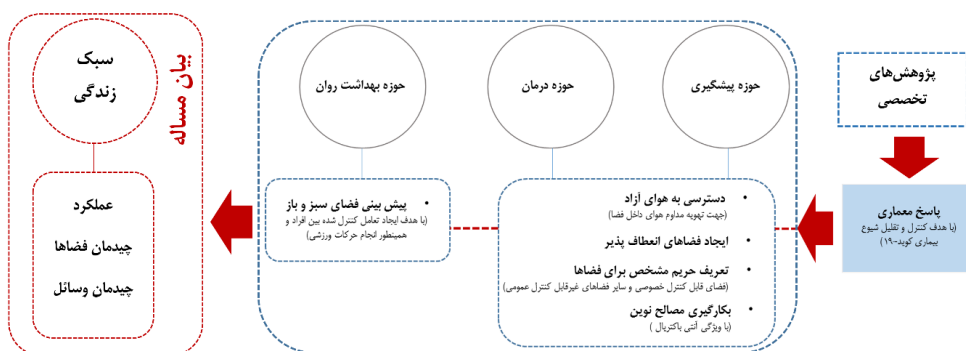 پژوهش‌های
تخصصی
پاسخ معماری
(با هدف کنترل و تقلیل شیوع
بیماری کوید-۱۹)
حوزه پیشگیری
حوزه درمان
حوزه بهداشت روان
• دسترسی به هوای آزاد
(جهت تهویه مداوم هوای داخل فضا)
• ایجاد فضاهای انعطاف پذیر
• تعریف حریم مشخص برای فضاها
(فضای قابل کنترل خصوصی و سایر فضاهای غیرقابل کنترل عمومی)
• بکارگیری مصالح نوین
(با ویژگی آنتی باکتریال )
• پیش بینی فضای سبز و باز
(با هدف ایجاد تعامل کنترل شده بین افراد و
همینطور انجام حرکات ورزشی)
بیان مساله
سبک
زندگی
عملکرد
چیدمان فضاها
چیدمان وسائل